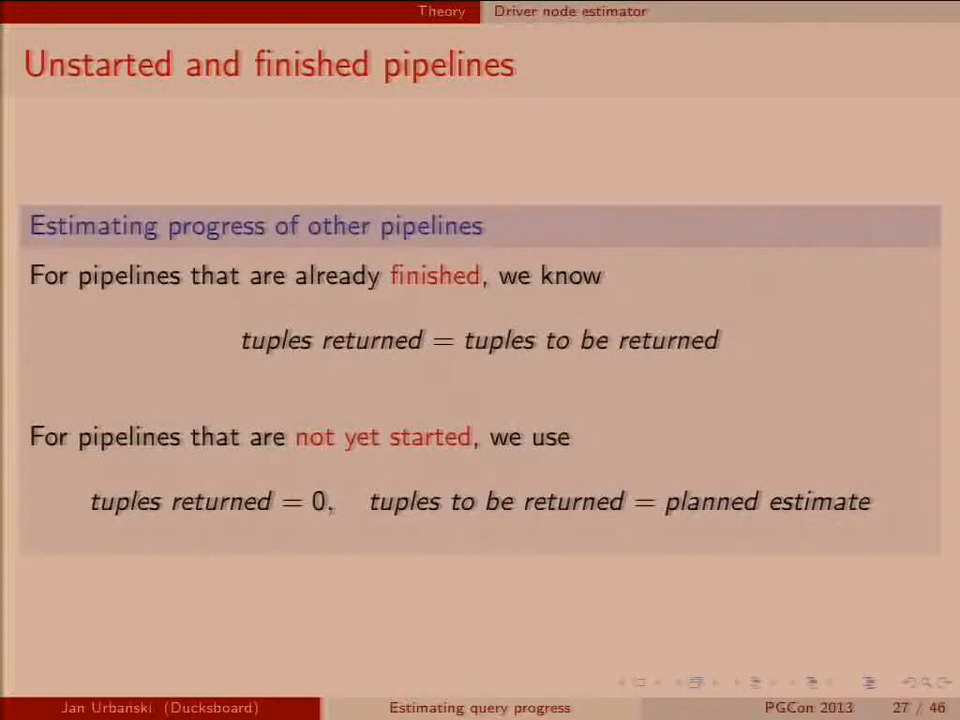 Theory Driver node estimator
Unstarted and finished pipelines
Estimating progress of other pipelines
For pipelines that are already finished, we know
tuples returned = tuples to be returned
For pipelines that are not yet started, we use
tuples returned = 0, tuples to be returned = planned estimate
Jan Urbański (Ducksboard) Estimating query progress PGCon 2013 27 / 46